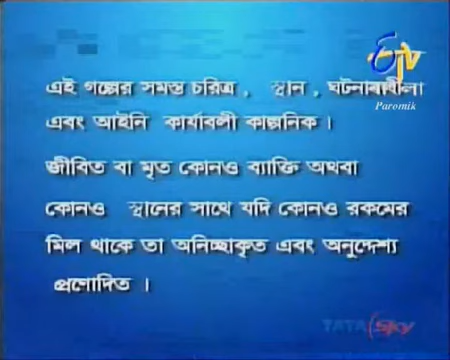 এই গল্পের সমস্ত চরিত্র , স্থান , ঘটনাবলী
এবং আইনি কার্যাবলী কাল্পনিক ।
জীবিত বা মৃত কোনও ব্যাক্তি অথবা
কোনও স্থানের সাথে যদি কোনও রকমের
মিল থাকে তা অনিচ্ছাকৃত এবং অনুদ্দেশ্য
প্রণোদিত ।
etv
Paromik
TATA Sky